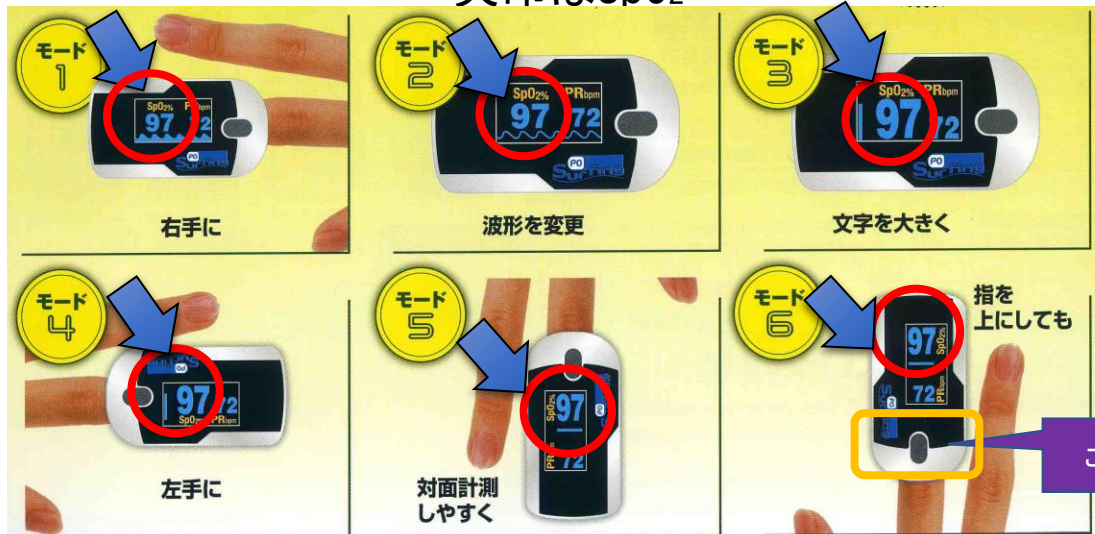 SpO₂
モード
1
SpO2% PRbpm
97 72
PO
Surfing
右手に
モード
2
SpO2% PRbpm
97 72
PO
Surfing
波形を変更
モード
3
SpO2% PRbpm
97 72
PO
Surfing
文字を大きく
モード
4
Surfing
PO
97 72
SpO2% PRbpm
左手に
モード
5
SpO2%
97
PO
PRbpm
72
対面計測
しやすく
モード
6
97
SpO2%
72
PRbpm
指を
上にしても